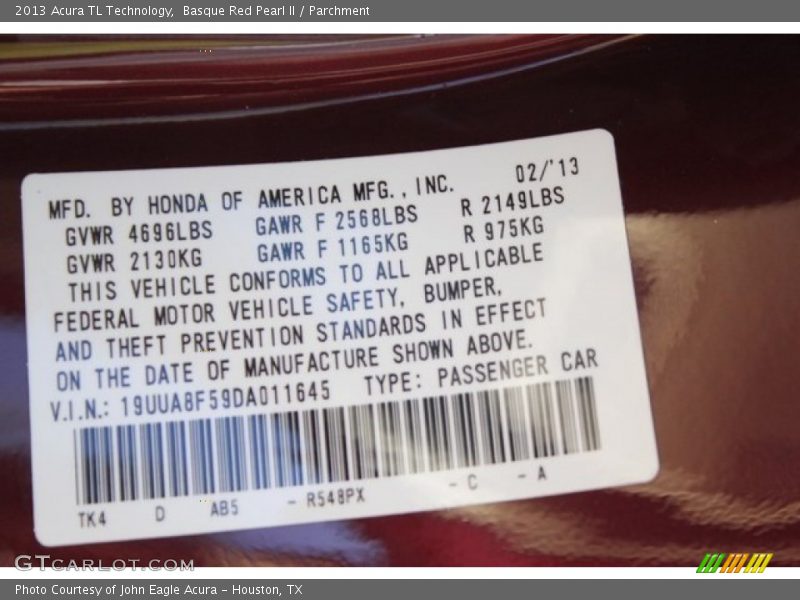 2013 Acura TL Technology, Basque Red Pearl II / Parchment
MFD. BY HONDA OF AMERICA MFG., INC. 02/'13
GVWR 4696LBS GAWR F 2568LBS R 2149LBS
GVWR 2130KG GAWR F 1165KG R 975KG
THIS VEHICLE CONFORMS TO ALL APPLICABLE
FEDERAL MOTOR VEHICLE SAFETY, BUMPER,
AND THEFT PREVENTION STANDARDS IN EFFECT
ON THE DATE OF MANUFACTURE SHOWN ABOVE.
V.I.N.: 19UUA8F59DA011645 TYPE: PASSENGER CAR
TK4 D AB5 - R548PX - C - A
GTCARLOT.COM
Photo Courtesy of John Eagle Acura - Houston, TX